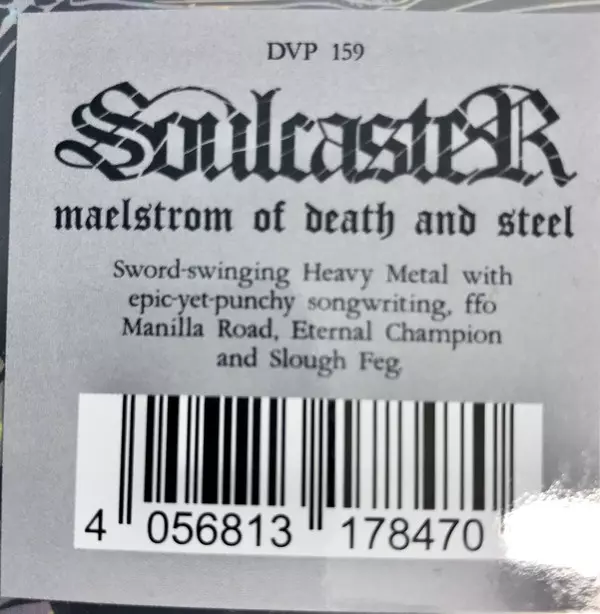 DVP 159
SoulcasteR
maelstrom of death and steel
Sword-swinging Heavy Metal with
epic-yet-punchy songwriting, ffo
Manilla Road, Eternal Champion
and Slough Feg.
4 056813 178470